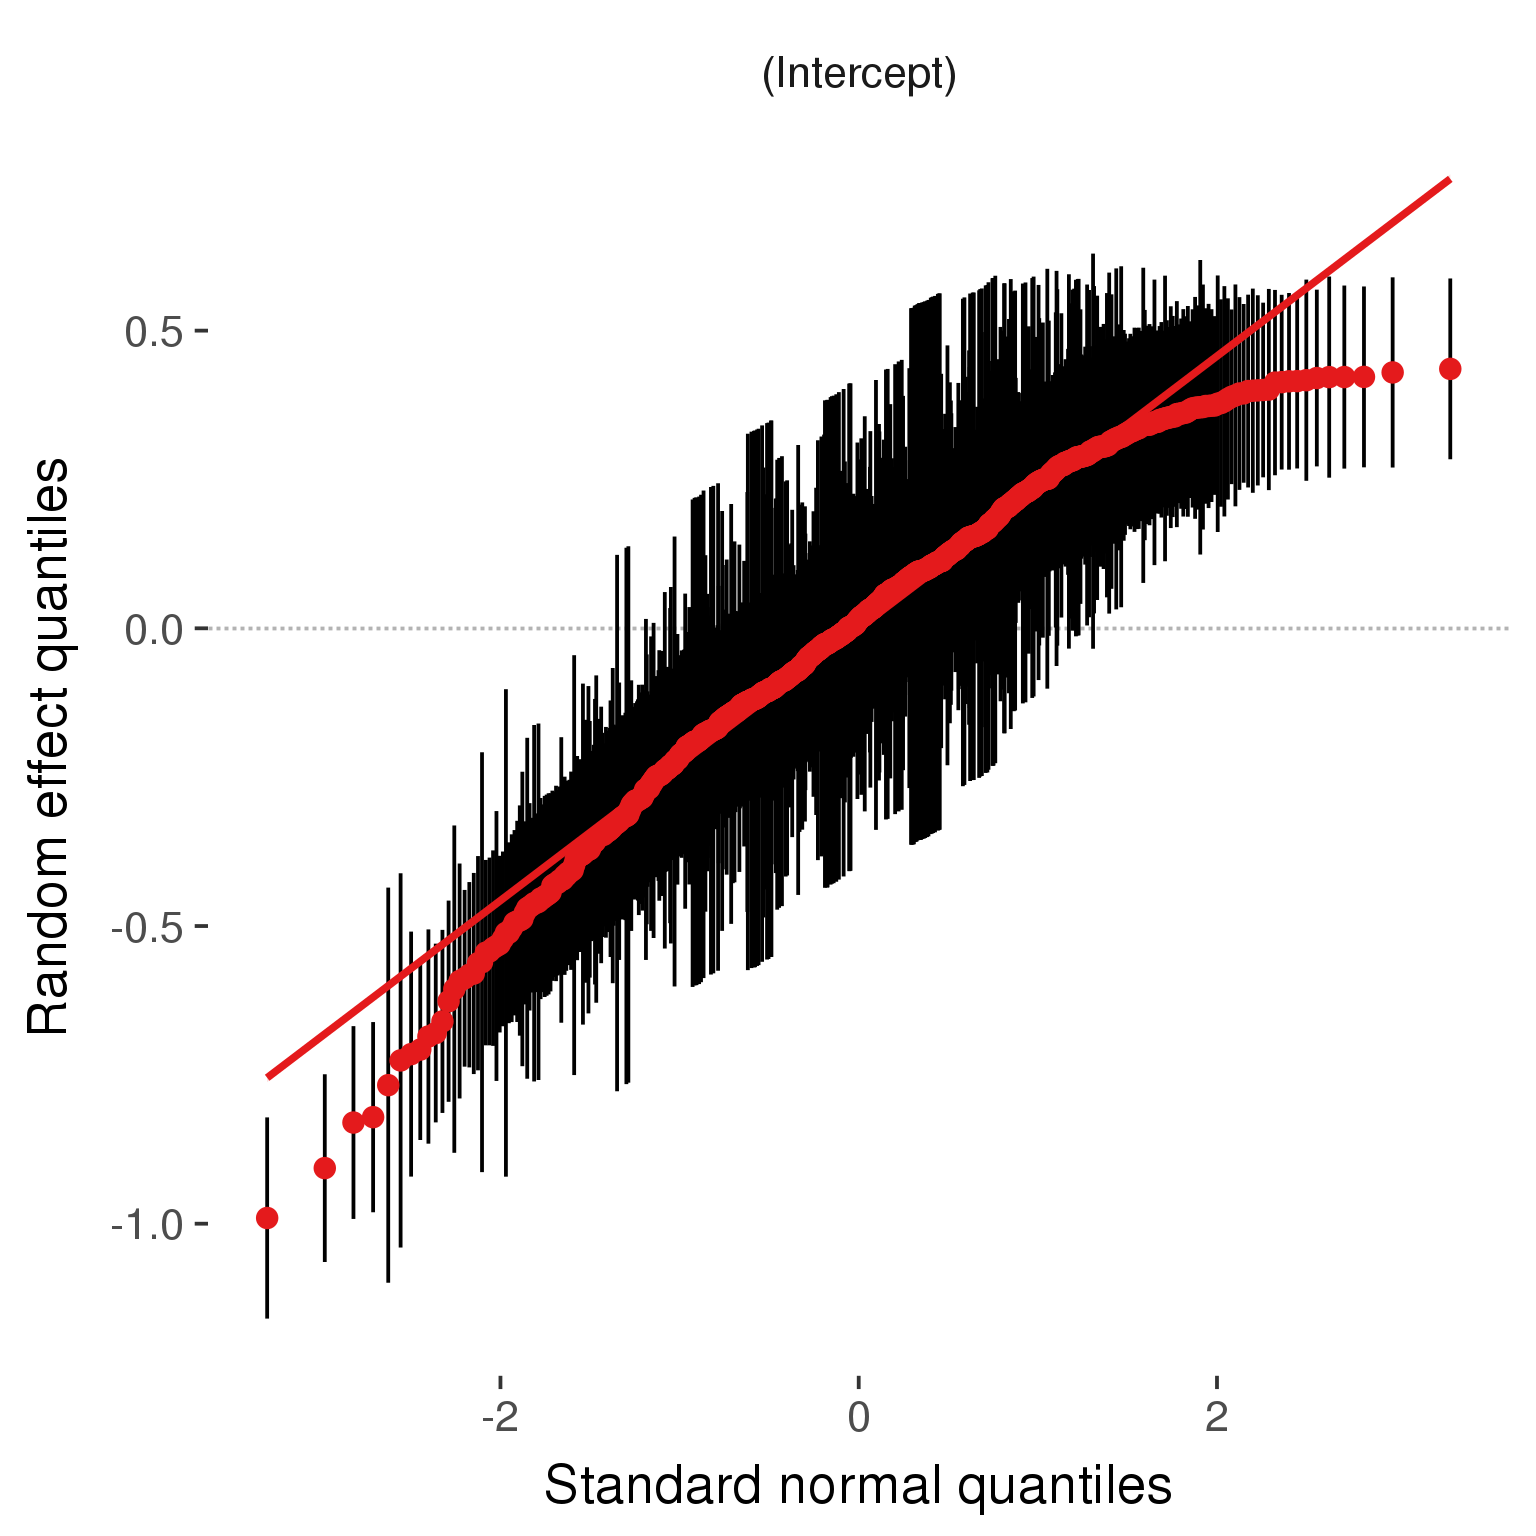 (Intercept)
Random effect quantiles
0.5
0.0
-0.5
-1.0
-2
0
2
Standard normal quantiles